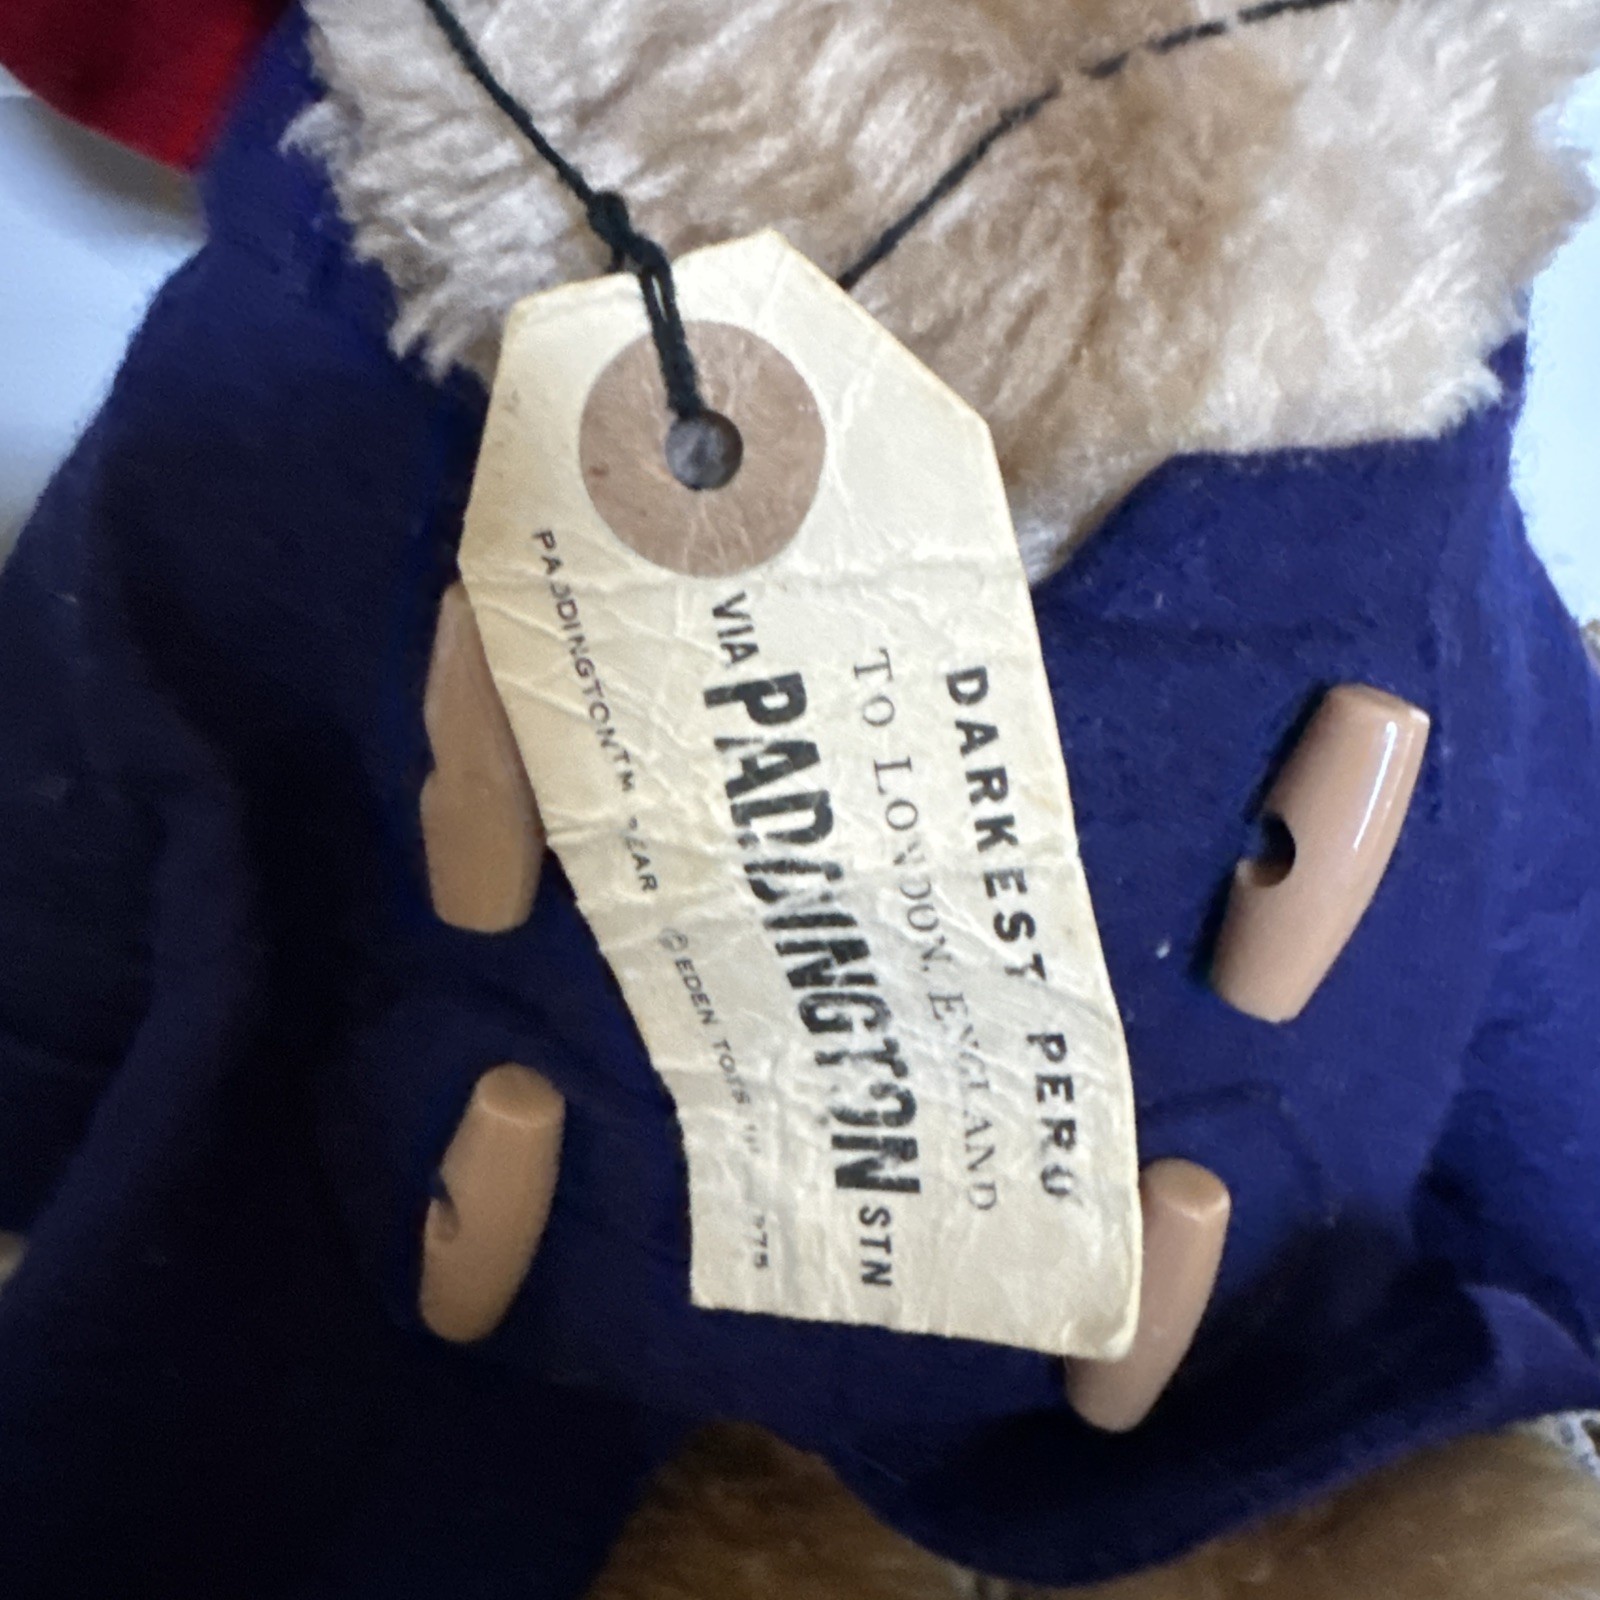 DARKEST PERU
TO LONDON, ENGLAND
VIA PADDINGTON STN
PADDINGTONTM BEAR © EDEN TOYS